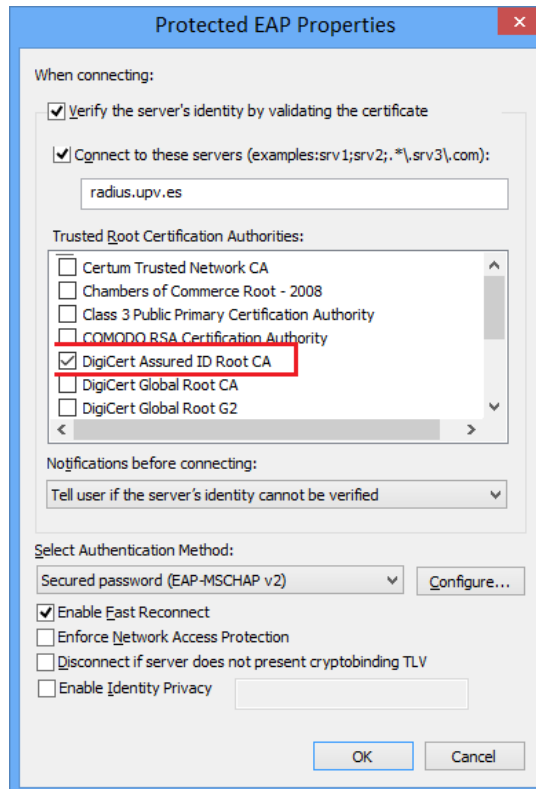 Protected EAP Properties
When connecting:
Verify the server's identity by validating the certificate
Connect to these servers (examples:srv1;srv2;.*\.srv3\.com):
radius.upv.es
Trusted Root Certification Authorities:
Certum Trusted Network CA
Chambers of Commerce Root - 2008
Class 3 Public Primary Certification Authority
COMODO RSA Certification Authority
DigiCert Assured ID Root CA
DigiCert Global Root CA
DigiCert Global Root G2
Notifications before connecting:
Tell user if the server's identity cannot be verified
Select Authentication Method:
Secured password (EAP-MSCHAP v2)
Configure...
Enable Fast Reconnect
Enforce Network Access Protection
Disconnect if server does not present cryptobinding TLV
Enable Identity Privacy
OK
Cancel